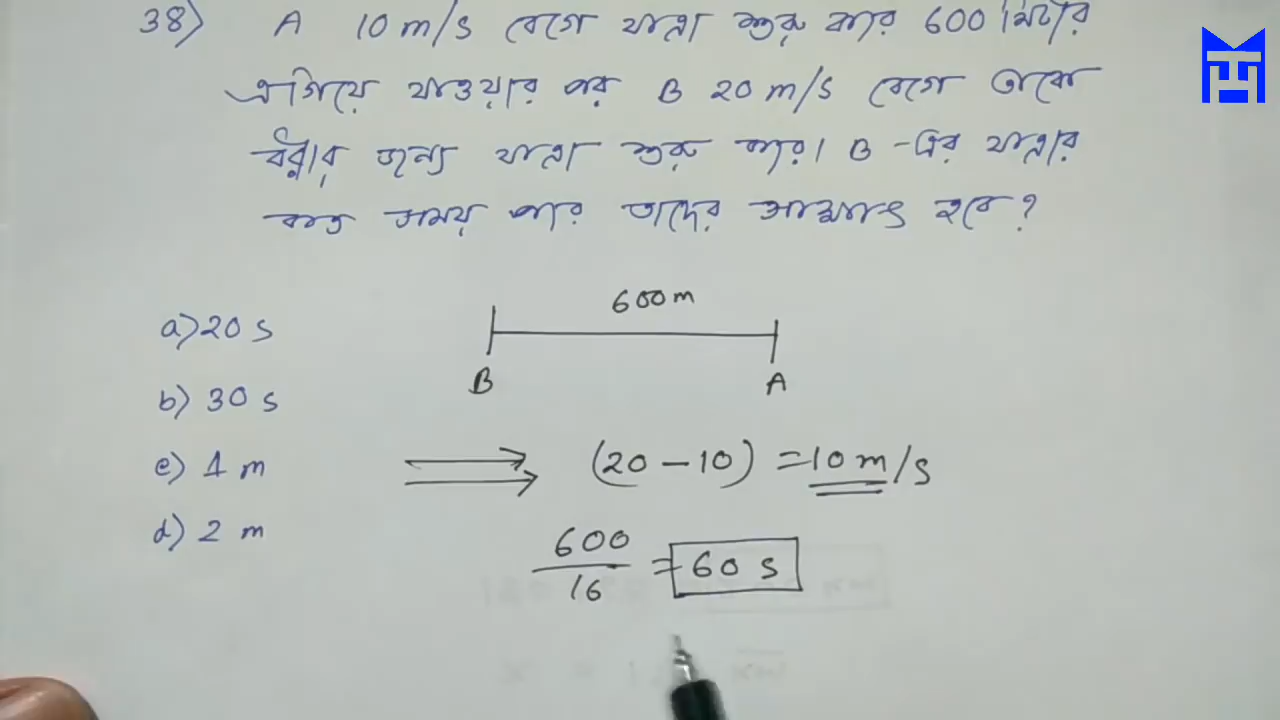 38) A 10 m/s বেগে যাত্রা শুরু করে 600 মিটার
এগিয়ে যাওয়ার পর B 20 m/s বেগে তাকে
ধরার জন্য যাত্রা শুরু করে। B -এর যাত্রার
কত সময় পরে তাদের সাক্ষাৎ হবে?
600 m
B A
a) 20 s
b) 30 s
c) 1 m
d) 2 m
(20 - 10) = 10 m/s
600
16
= 60 s